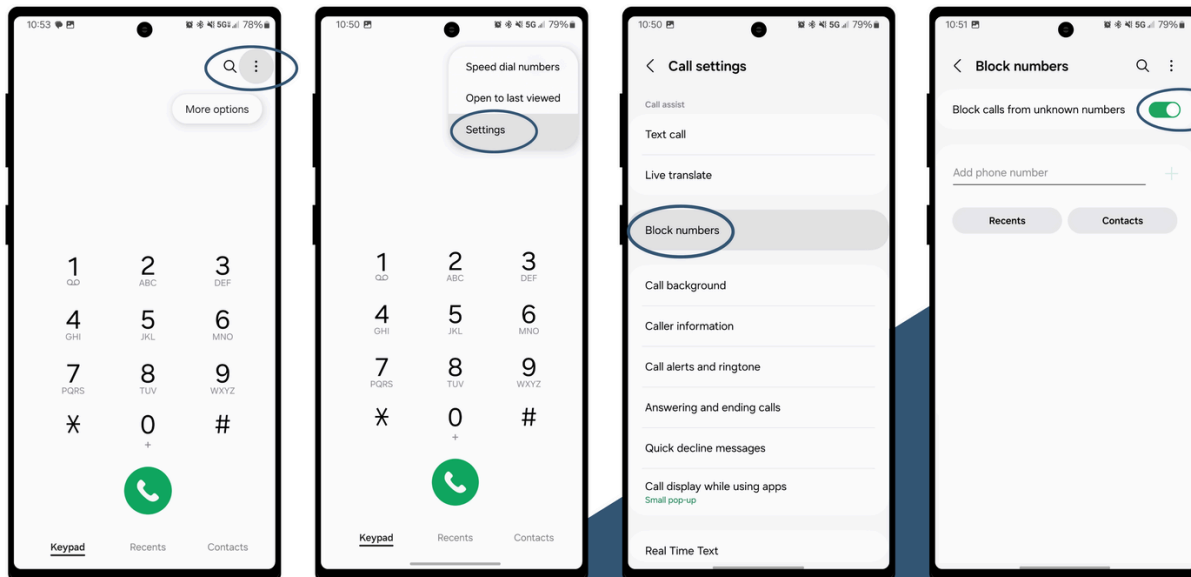 10:53 5G 78%
More options
1 2 3
ABC DEF
4 5 6
GHI JKL MNO
7 8 9
PQRS TUV WXYZ
* 0 #
+
Keypad Recents Contacts
10:50 5G 79%
Speed dial numbers
Open to last viewed
Settings
1 2 3
ABC DEF
4 5 6
GHI JKL MNO
7 8 9
PQRS TUV WXYZ
* 0 #
+
Keypad Recents Contacts
10:50 5G 79%
Call settings
Call assist
Text call
Live translate
Block numbers
Call background
Caller information
Call alerts and ringtone
Answering and ending calls
Quick decline messages
Call display while using apps
Small pop-up
Real Time Text
10:51 5G 79%
Block numbers
Block calls from unknown numbers
Add phone number
Recents Contacts